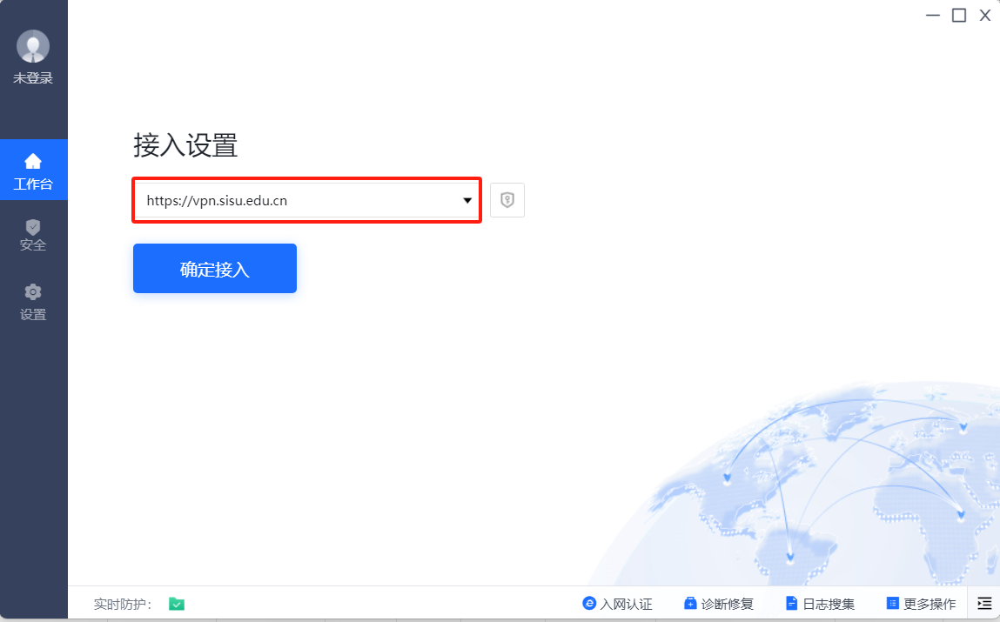 未登录
工作台
安全
设置
接入设置
https://vpn.sisu.edu.cn
确定接入
实时防护：
入网认证
诊断修复
日志搜集
更多操作